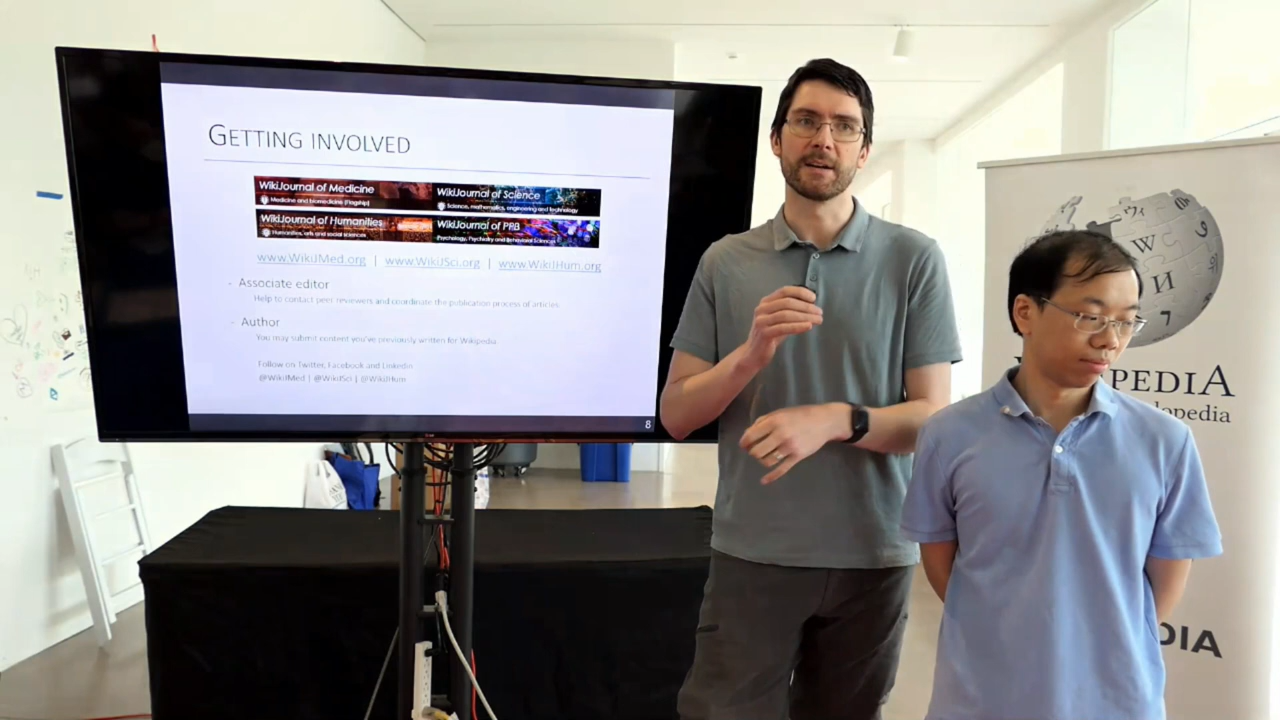 GETTING INVOLVED
WikiJournal of Medicine
Medicine and biomedicine (Flagship)
WikiJournal of Science
Science, mathematics, engineering and technology
WikiJournal of Humanities
Humanities, arts and social sciences
WikiJournal of PPB
Psychology, Psychiatry and Behavioral Sciences
www.WikiJMed.org | www.WikiJSci.org | www.WikiJHum.org
- Associate editor
Help to contact peer reviewers and coordinate the publication process of articles
- Author
You may submit content you've previously written for Wikipedia
Follow on Twitter, Facebook and Linkedin
@WikiJMed | @WikiJSci | @WikiJHum
8
W
И
PEDIA
lopedia
DIA